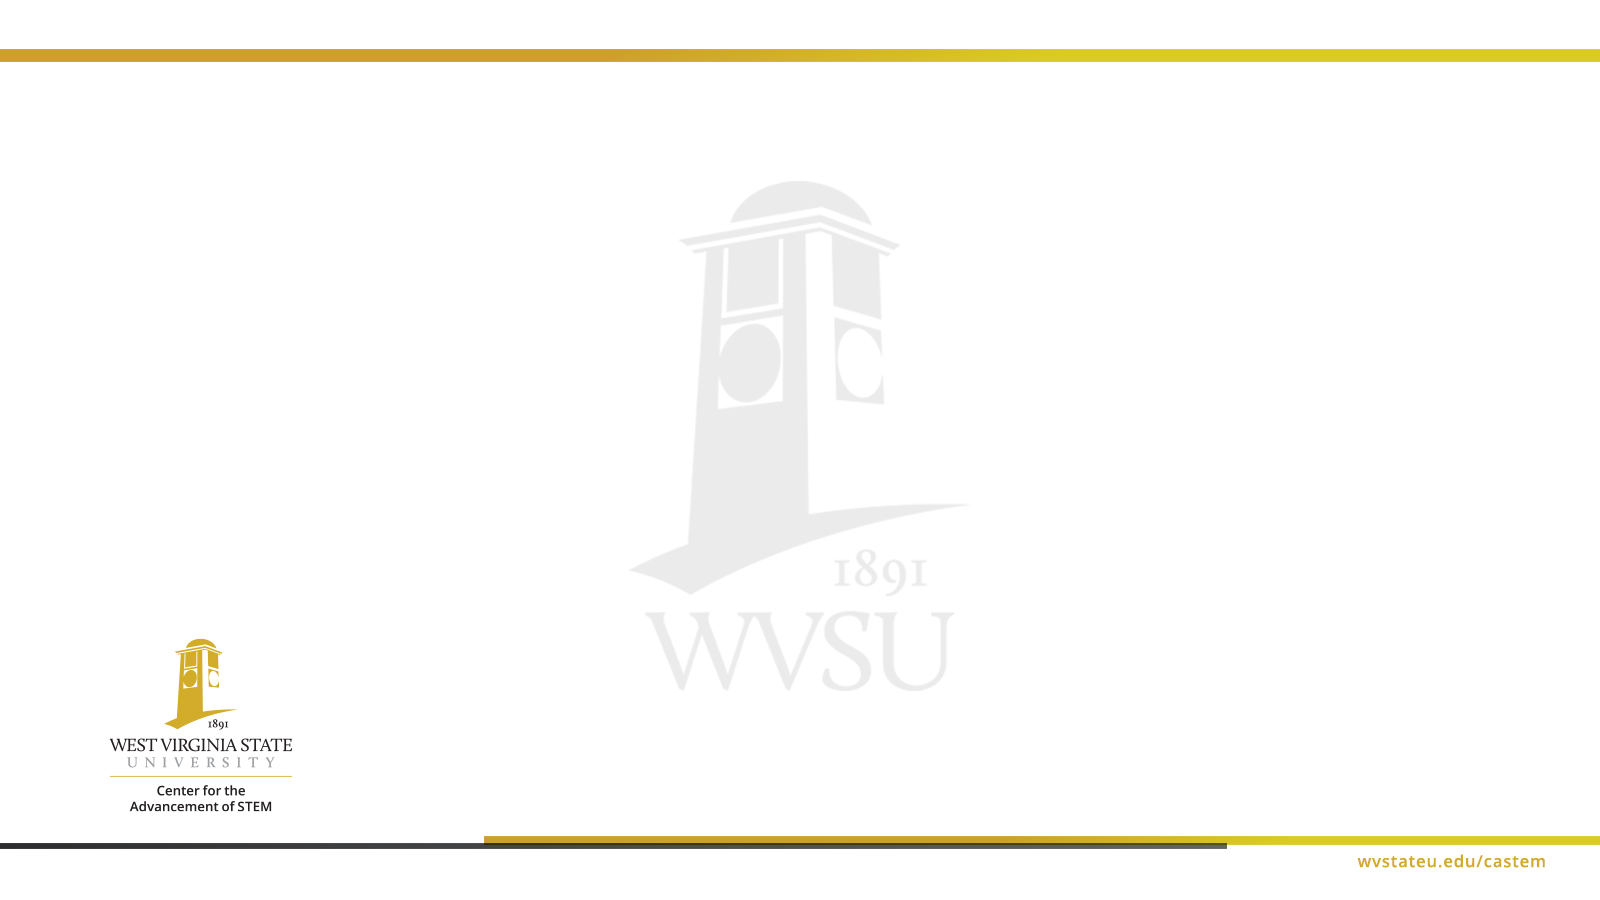 1891
WVSU
1891
WEST VIRGINIA STATE
UNIVERSITY
Center for the
Advancement of STEM
wvstateu.edu/castem